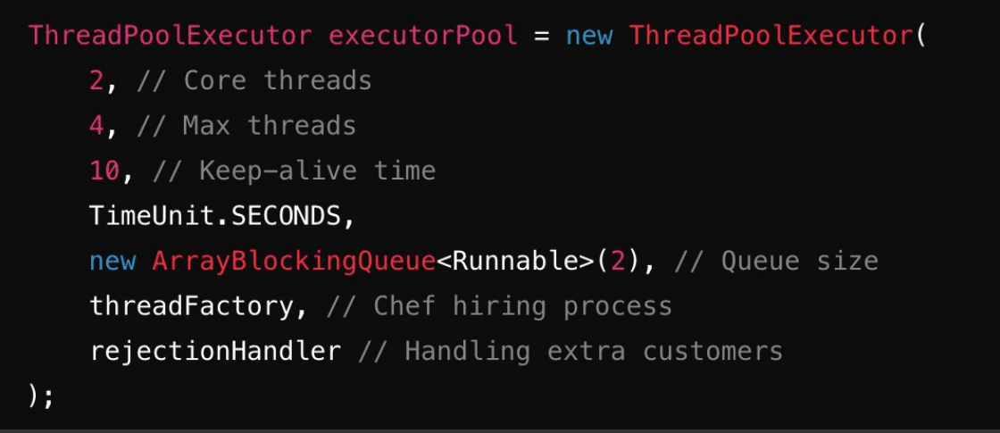 ThreadPoolExecutor executorPool = new ThreadPoolExecutor(
    2, // Core threads
    4, // Max threads
    10, // Keep-alive time
    TimeUnit.SECONDS,
    new ArrayBlockingQueue<Runnable>(2), // Queue size
    threadFactory, // Chef hiring process
    rejectionHandler // Handling extra customers
);